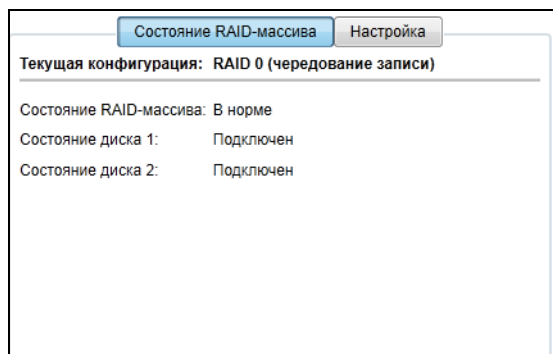 Состояние RAID-массива Настройка
Текущая конфигурация: RAID 0 (чередование записи)
Состояние RAID-массива: В норме
Состояние диска 1: Подключен
Состояние диска 2: Подключен